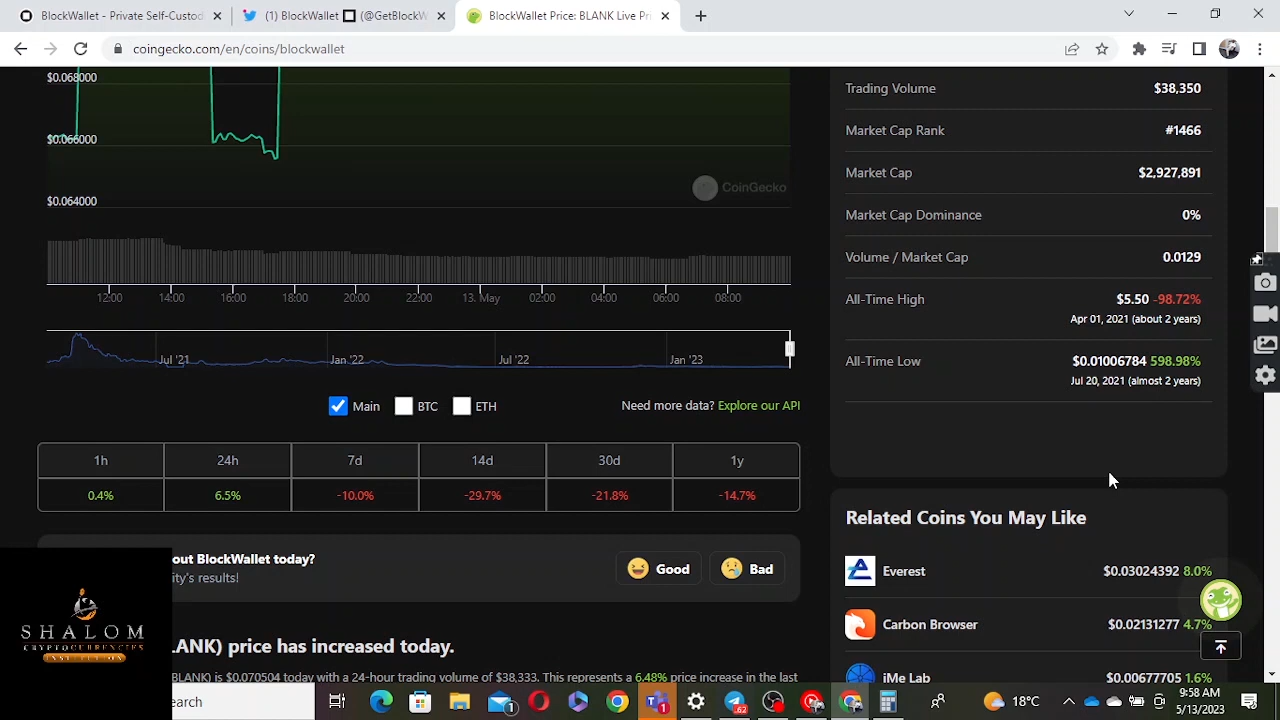 BlockWallet - Private Self-Custod
(1) BlockWallet (@GetBlockW
BlockWallet Price: BLANK Live Pri
coingecko.com/en/coins/blockwallet
$0.068000
$0.066000
$0.064000
CoinGecko
12:00 14:00 16:00 18:00 20:00 22:00 13. May 02:00 04:00 06:00 08:00
Jul '21 Jan '22 Jul '22 Jan '23
Main BTC ETH
Need more data? Explore our API
1h 24h 7d 14d 30d 1y
0.4% 6.5% -10.0% -29.7% -21.8% -14.7%
out BlockWallet today?
ity's results!
Good Bad
LANK) price has increased today.
BLANK) is $0.070504 today with a 24-hour trading volume of $38,333. This represents a 6.48% price increase in the last
Trading Volume $38,350
Market Cap Rank #1466
Market Cap $2,927,891
Market Cap Dominance 0%
Volume / Market Cap 0.0129
All-Time High $5.50 -98.72%
Apr 01, 2021 (about 2 years)
All-Time Low $0.01006784 598.98%
Jul 20, 2021 (almost 2 years)
Related Coins You May Like
Everest $0.03024392 8.0%
Carbon Browser $0.02131277 4.7%
iMe Lab $0.00677705 1.6%
SHALOM
CRYPTOCURRENCIES
INSTITUTION
earch
1
1
62
18°C
9:58 AM
5/13/2023